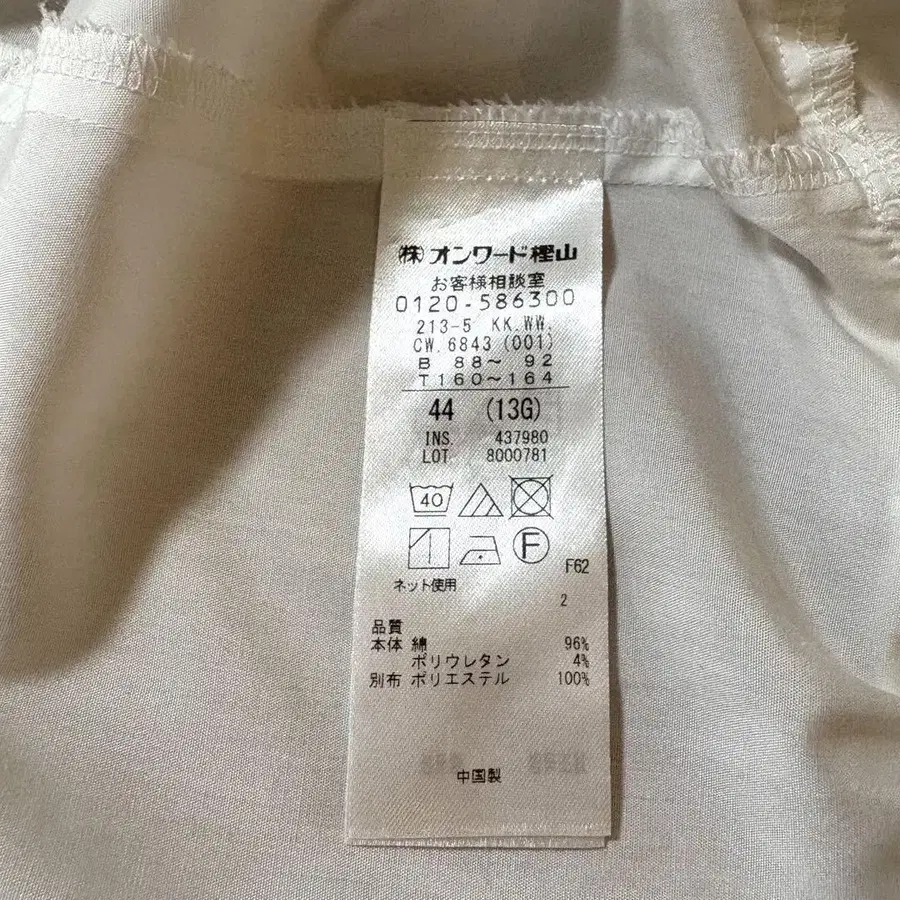 ㈱オンワード樫山
お客様相談室
0120-586300
213-5 KK.WW.
CW.6843(001)
B 88～ 92
T160～164
44 (13G)
INS. 437980
LOT 8000781
40
F
ネット使用
F62
2
品質
本体 綿 96%
ポリウレタン 4%
別布 ポリエステル 100%
中国製